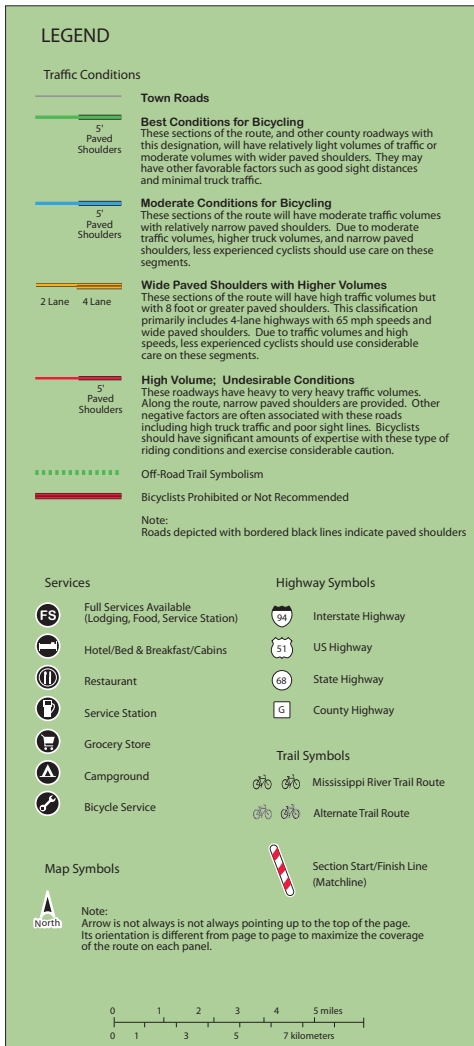 LEGEND
Traffic Conditions
Town Roads
5'
Paved
Shoulders
Best Conditions for Bicycling
These sections of the route, and other county roadways with
this designation, will have relatively light volumes of traffic or
moderate volumes with wider paved shoulders. They may
have other favorable factors such as good sight distances
and minimal truck traffic.
5'
Paved
Shoulders
Moderate Conditions for Bicycling
These sections of the route will have moderate traffic volumes
with relatively narrow paved shoulders. Due to moderate
traffic volumes, higher truck volumes, and narrow paved
shoulders, less experienced cyclists should use care on these
segments.
2 Lane 4 Lane
Wide Paved Shoulders with Higher Volumes
These sections of the route will have high traffic volumes but
with 8 foot or greater paved shoulders. This classification
primarily includes 4-lane highways with 65 mph speeds and
wide paved shoulders. Due to traffic volumes and high
speeds, less experienced cyclists should use considerable
care on these segments.
5'
Paved
Shoulders
High Volume; Undesirable Conditions
These roadways have heavy to very heavy traffic volumes.
Along the route, narrow paved shoulders are provided. Other
negative factors are often associated with these roads
including high truck traffic and poor sight lines. Bicyclists
should have significant amounts of expertise with these type of
riding conditions and exercise considerable caution.
Off-Road Trail Symbolism
Bicyclists Prohibited or Not Recommended
Note:
Roads depicted with bordered black lines indicate paved shoulders
Services
FS
Full Services Available
(Lodging, Food, Service Station)
Hotel/Bed & Breakfast/Cabins
Restaurant
Service Station
Grocery Store
Campground
Bicycle Service
Highway Symbols
94 Interstate Highway
51 US Highway
68 State Highway
G County Highway
Trail Symbols
Mississippi River Trail Route
Alternate Trail Route
Section Start/Finish Line
(Matchline)
Map Symbols
North
Note:
Arrow is not always is not always pointing up to the top of the page.
Its orientation is different from page to page to maximize the coverage
of the route on each panel.
0 1 2 3 4 5 miles
0 1 3 5 7 kilometers